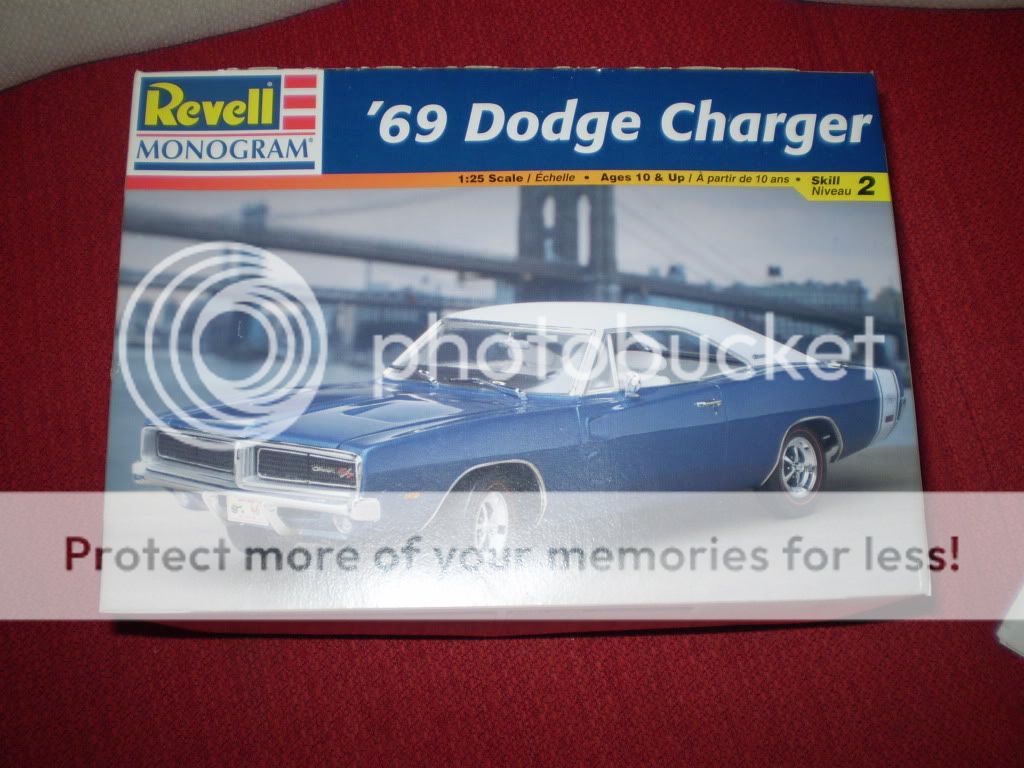 Revell
MONOGRAM
'69 Dodge Charger
1:25 Scale / Échelle • Ages 10 & Up / À partir de 10 ans •
Skill
Niveau 2
photobucket
Protect more of your memories for less!